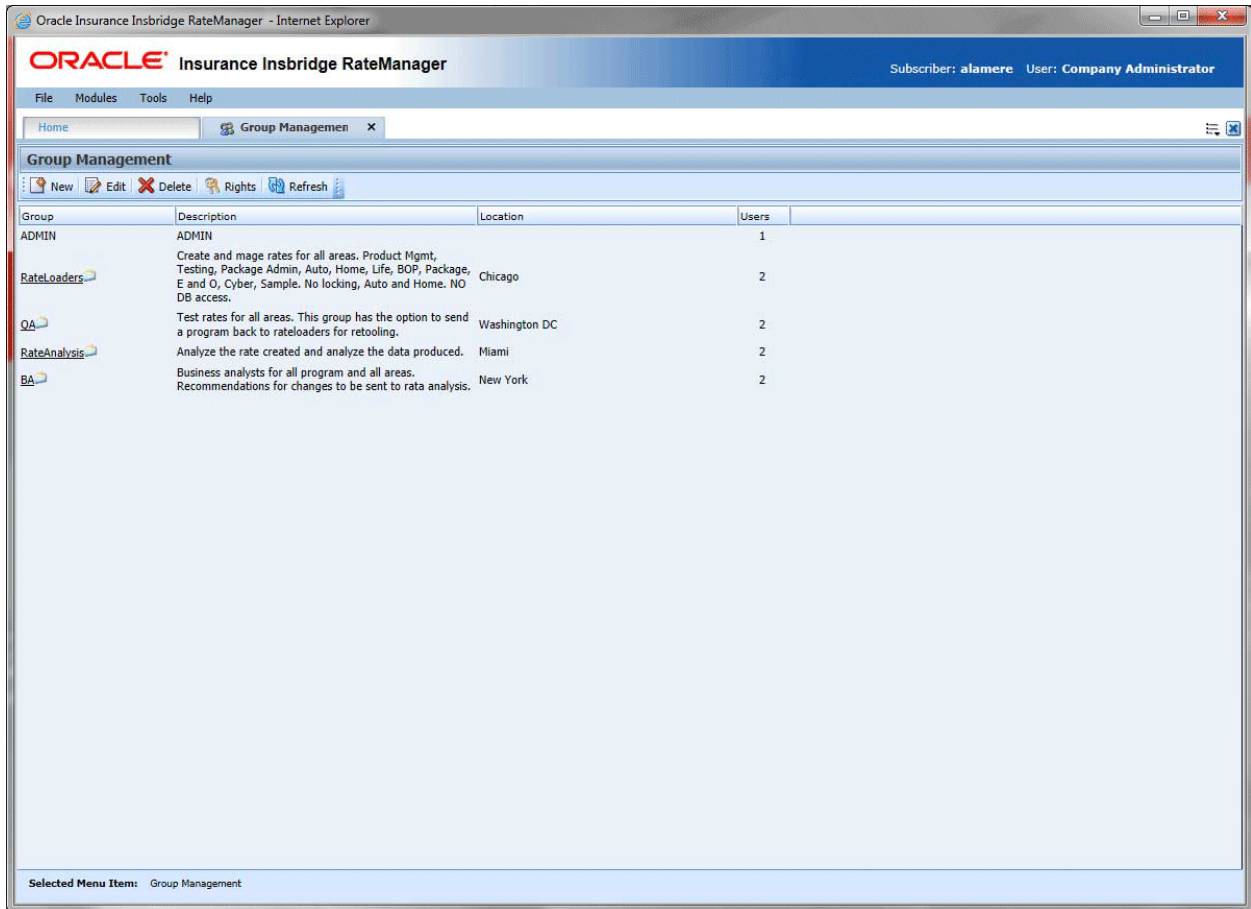 Oracle Insurance Insbridge RateManager - Internet Explorer
ORACLE Insurance Insbridge RateManager
Subscriber: alamere User: Company Administrator
File Modules Tools Help
Home Group Managemen
Group Management
New Edit Delete Rights Refresh
Group Description Location Users
ADMIN ADMIN 1
Create and mage rates for all areas. Product Mgmt,
Testing, Package Admin, Auto, Home, Life, BOP, Package,
RateLoaders Chicago 2
E and O, Cyber, Sample. No locking, Auto and Home. NO
DB access.
Test rates for all areas. This group has the option to send
QA Washington DC 2
a program back to rateloaders for retooling.
RateAnalysis Analyze the rate created and analyze the data produced. Miami 2
Business analysts for all program and all areas.
BA New York 2
Recommendations for changes to be sent to rata analysis.
Selected Menu Item: Group Management